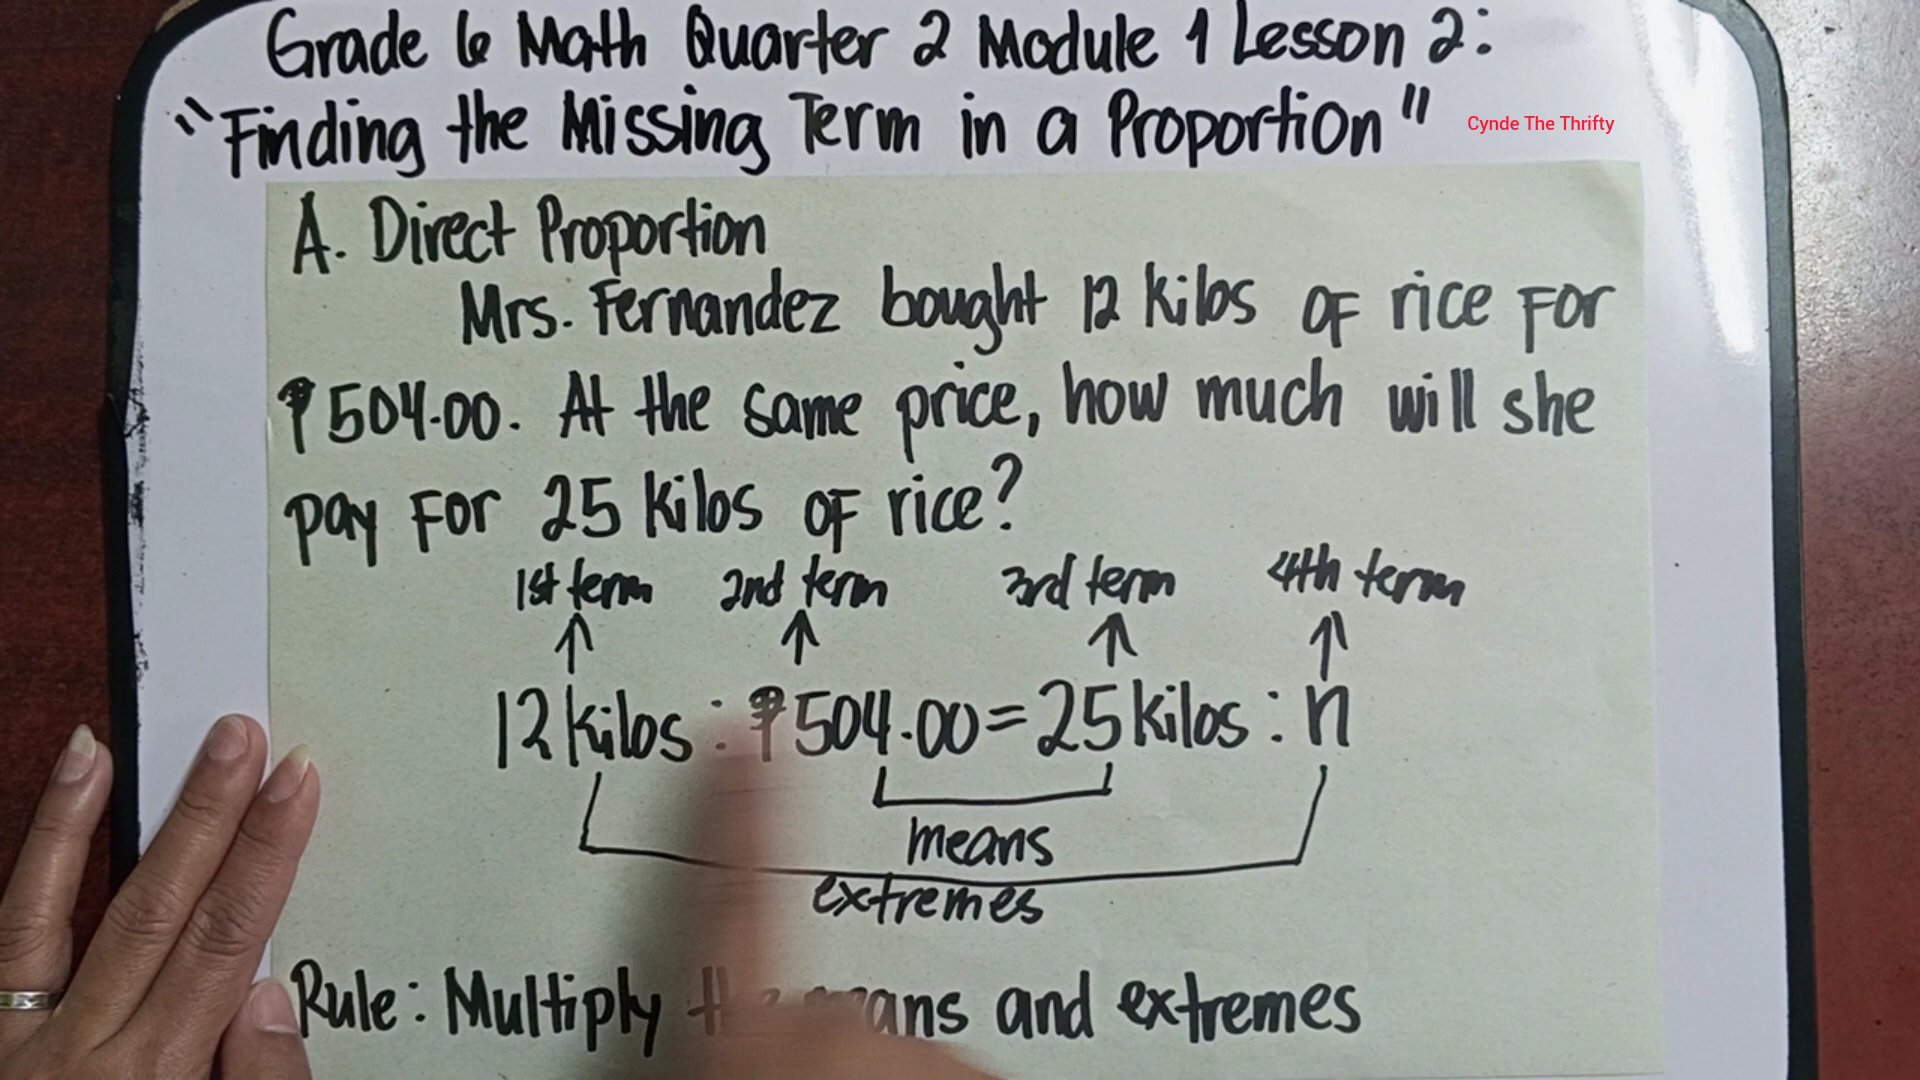 Grade 6 Math Quarter 2 Module 1 Lesson 2:
"Finding the Missing Term in a Proportion"
Cynde The Thrifty
A. Direct Proportion
Mrs. Fernandez bought 12 kilos of rice for
₱504.00. At the same price, how much will she
pay for 25 kilos of rice?
1st term 2nd term 3rd term 4th term
12 kilos : ₱504.00 = 25 kilos : n
means
extremes
Rule: Multiply and extremes